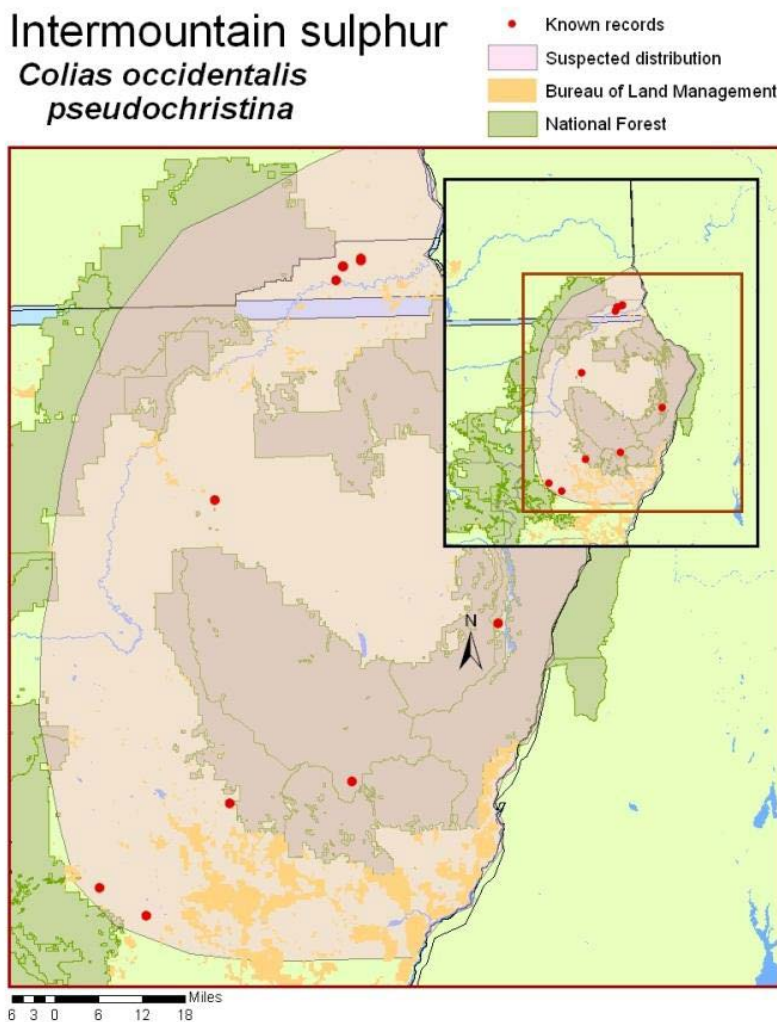 Intermountain sulphur
Colias occidentalis
pseudochristina
Known records
Suspected distribution
Bureau of Land Management
National Forest
N
Miles
6 3 0 6 12 18